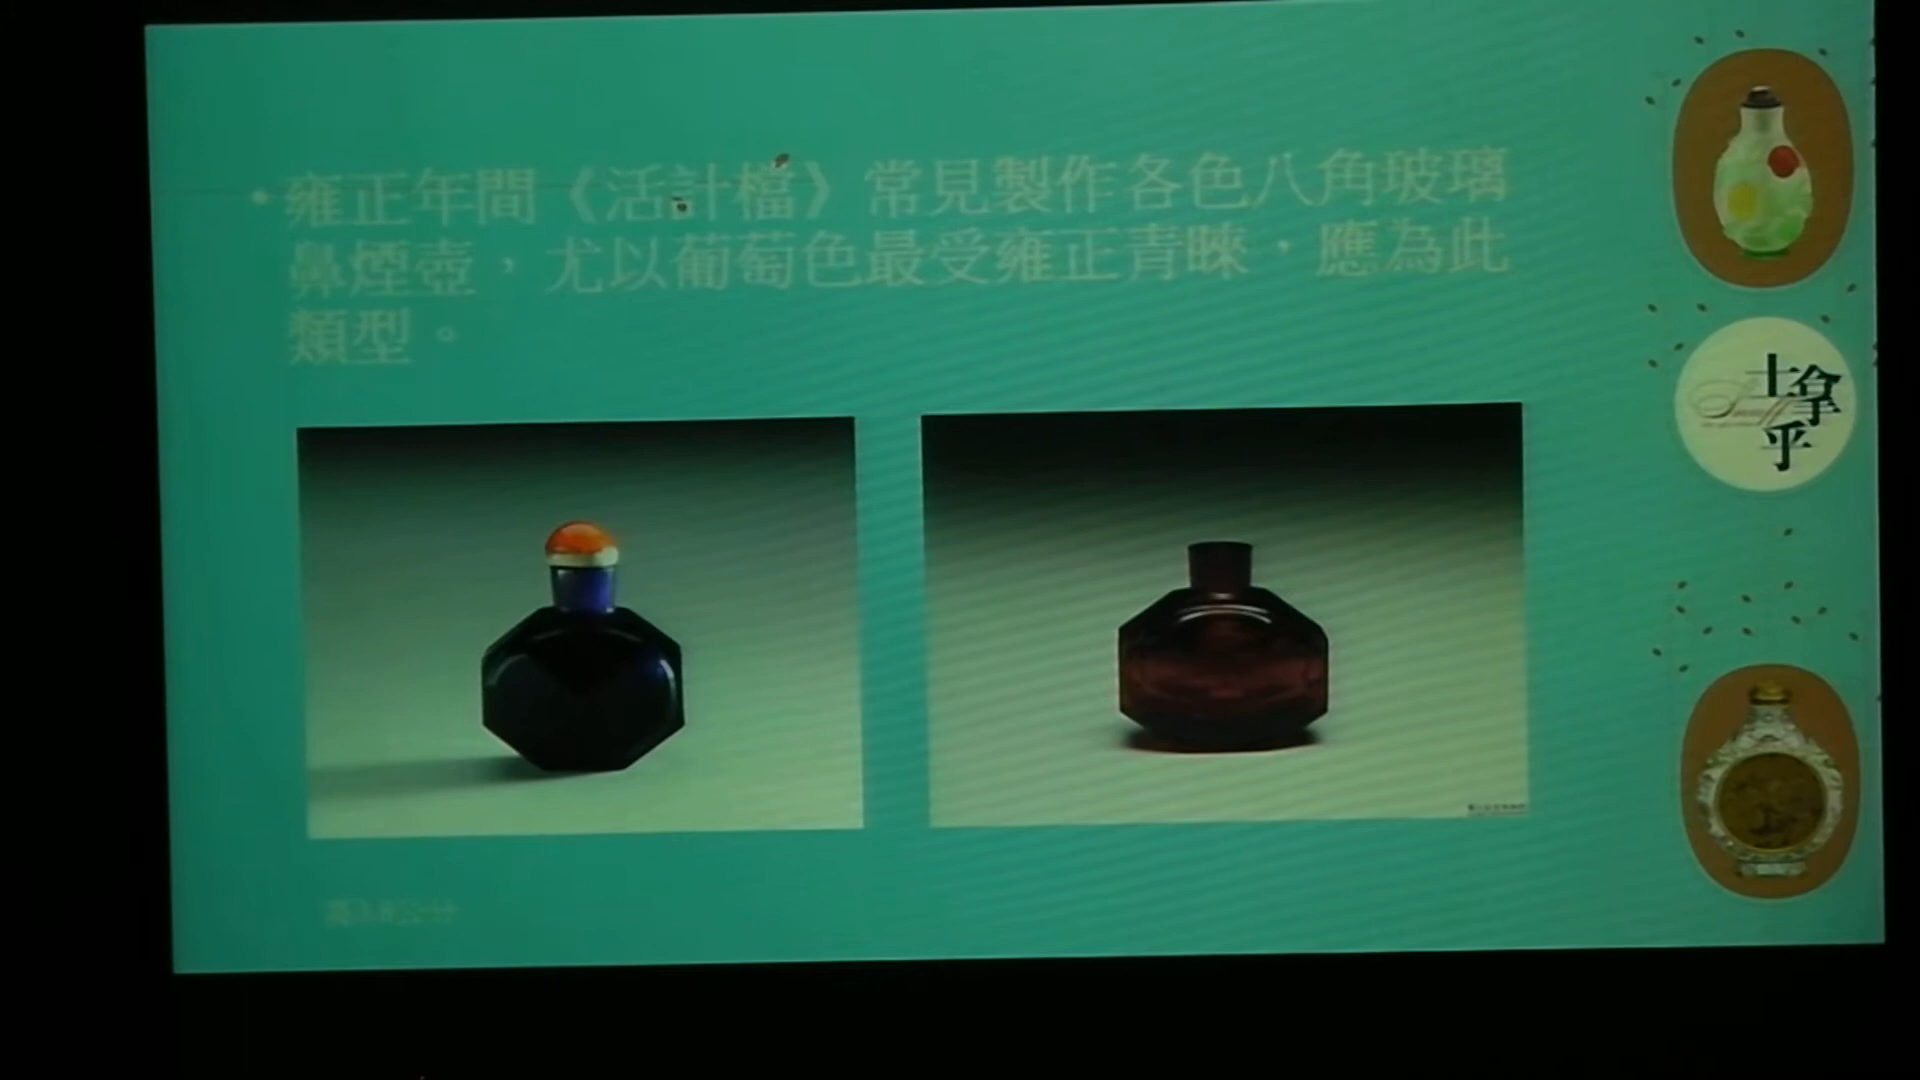 •雍正年間《活計檔》常見製作各色八角玻璃
鼻煙壺，尤以葡萄色最受雍正青睞，應為此
類型。
士拿乎
Snuff